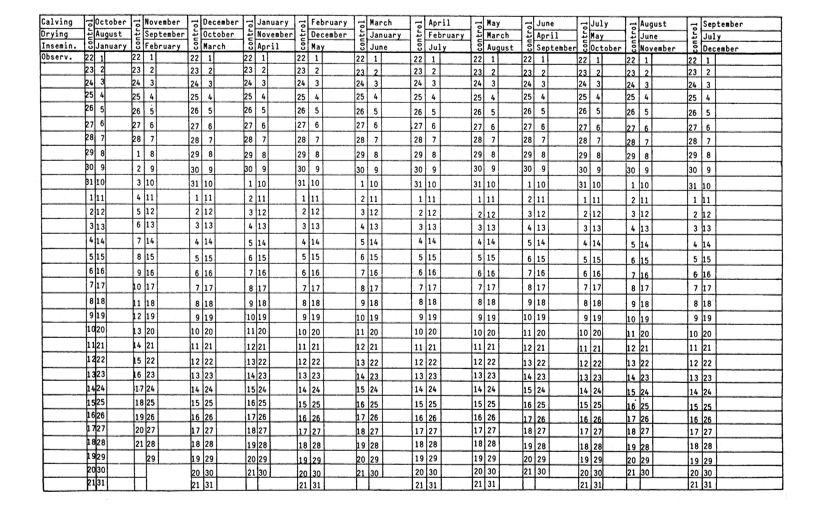 Calving control October control November control December control January control February control March control April control May control June control July control August control September
Drying August September October November December January February March April May June July
Insemin. January February March April May June July August September October November December
Observ. 22 1 22 1 22 1 22 1 22 1 22 1 22 1 22 1 22 1 22 1 22 1 22 1
23 2 23 2 23 2 23 2 23 2 23 2 23 2 23 2 23 2 23 2 23 2 23 2
24 3 24 3 24 3 24 3 24 3 24 3 24 3 24 3 24 3 24 3 24 3 24 3
25 4 25 4 25 4 25 4 25 4 25 4 25 4 25 4 25 4 25 4 25 4 25 4
26 5 26 5 26 5 26 5 26 5 26 5 26 5 26 5 26 5 26 5 26 5 26 5
27 6 27 6 27 6 27 6 27 6 27 6 27 6 27 6 27 6 27 6 27 6 27 6
28 7 28 7 28 7 28 7 28 7 28 7 28 7 28 7 28 7 28 7 28 7 28 7
29 8 1 8 29 8 29 8 29 8 29 8 29 8 29 8 29 8 29 8 29 8 29 8
30 9 2 9 30 9 30 9 30 9 30 9 30 9 30 9 30 9 30 9 30 9 30 9
31 10 3 10 31 10 1 10 31 10 1 10 31 10 31 10 1 10 31 10 1 10 31 10
1 11 4 11 1 11 2 11 1 11 2 11 1 11 1 11 2 11 1 11 2 11 1 11
2 12 5 12 2 12 3 12 2 12 3 12 2 12 2 12 3 12 2 12 3 12 2 12
3 13 6 13 3 13 4 13 3 13 4 13 3 13 3 13 4 13 3 13 4 13 3 13
4 14 7 14 4 14 5 14 4 14 5 14 4 14 4 14 5 14 4 14 5 14 4 14
5 15 8 15 5 15 6 15 5 15 6 15 5 15 5 15 6 15 5 15 6 15 5 15
6 16 9 16 6 16 7 16 6 16 7 16 6 16 6 16 7 16 6 16 7 16 6 16
7 17 10 17 7 17 8 17 7 17 8 17 7 17 7 17 8 17 7 17 8 17 7 17
8 18 11 18 8 18 9 18 8 18 9 18 8 18 8 18 9 18 8 18 9 18 8 18
9 19 12 19 9 19 10 19 9 19 10 19 9 19 9 19 10 19 9 19 10 19 9 19
10 20 13 20 10 20 11 20 10 20 11 20 10 20 10 20 11 20 10 20 11 20 10 20
11 21 14 21 11 21 12 21 11 21 12 21 11 21 11 21 12 21 11 21 12 21 11 21
12 22 15 22 12 22 13 22 12 22 13 22 12 22 12 22 13 22 12 22 13 22 12 22
13 23 16 23 13 23 14 23 13 23 14 23 13 23 13 23 14 23 13 23 14 23 13 23
14 24 17 24 14 24 15 24 14 24 15 24 14 24 14 24 15 24 14 24 15 24 14 24
15 25 18 25 15 25 16 25 15 25 16 25 15 25 15 25 16 25 15 25 16 25 15 25
16 26 19 26 16 26 17 26 16 26 17 26 16 26 16 26 17 26 16 26 17 26 16 26
17 27 20 27 17 27 18 27 17 27 18 27 17 27 17 27 18 27 17 27 18 27 17 27
18 28 21 28 18 28 19 28 18 28 19 28 18 28 18 28 19 28 18 28 19 28 18 28
19 29 29 19 29 20 29 19 29 20 29 19 29 19 29 20 29 19 29 20 29 19 29
20 30 20 30 21 30 20 30 21 30 20 30 20 30 21 30 20 30 21 30 20 30
21 31 21 31 21 31 21 31 21 31 21 31 21 31